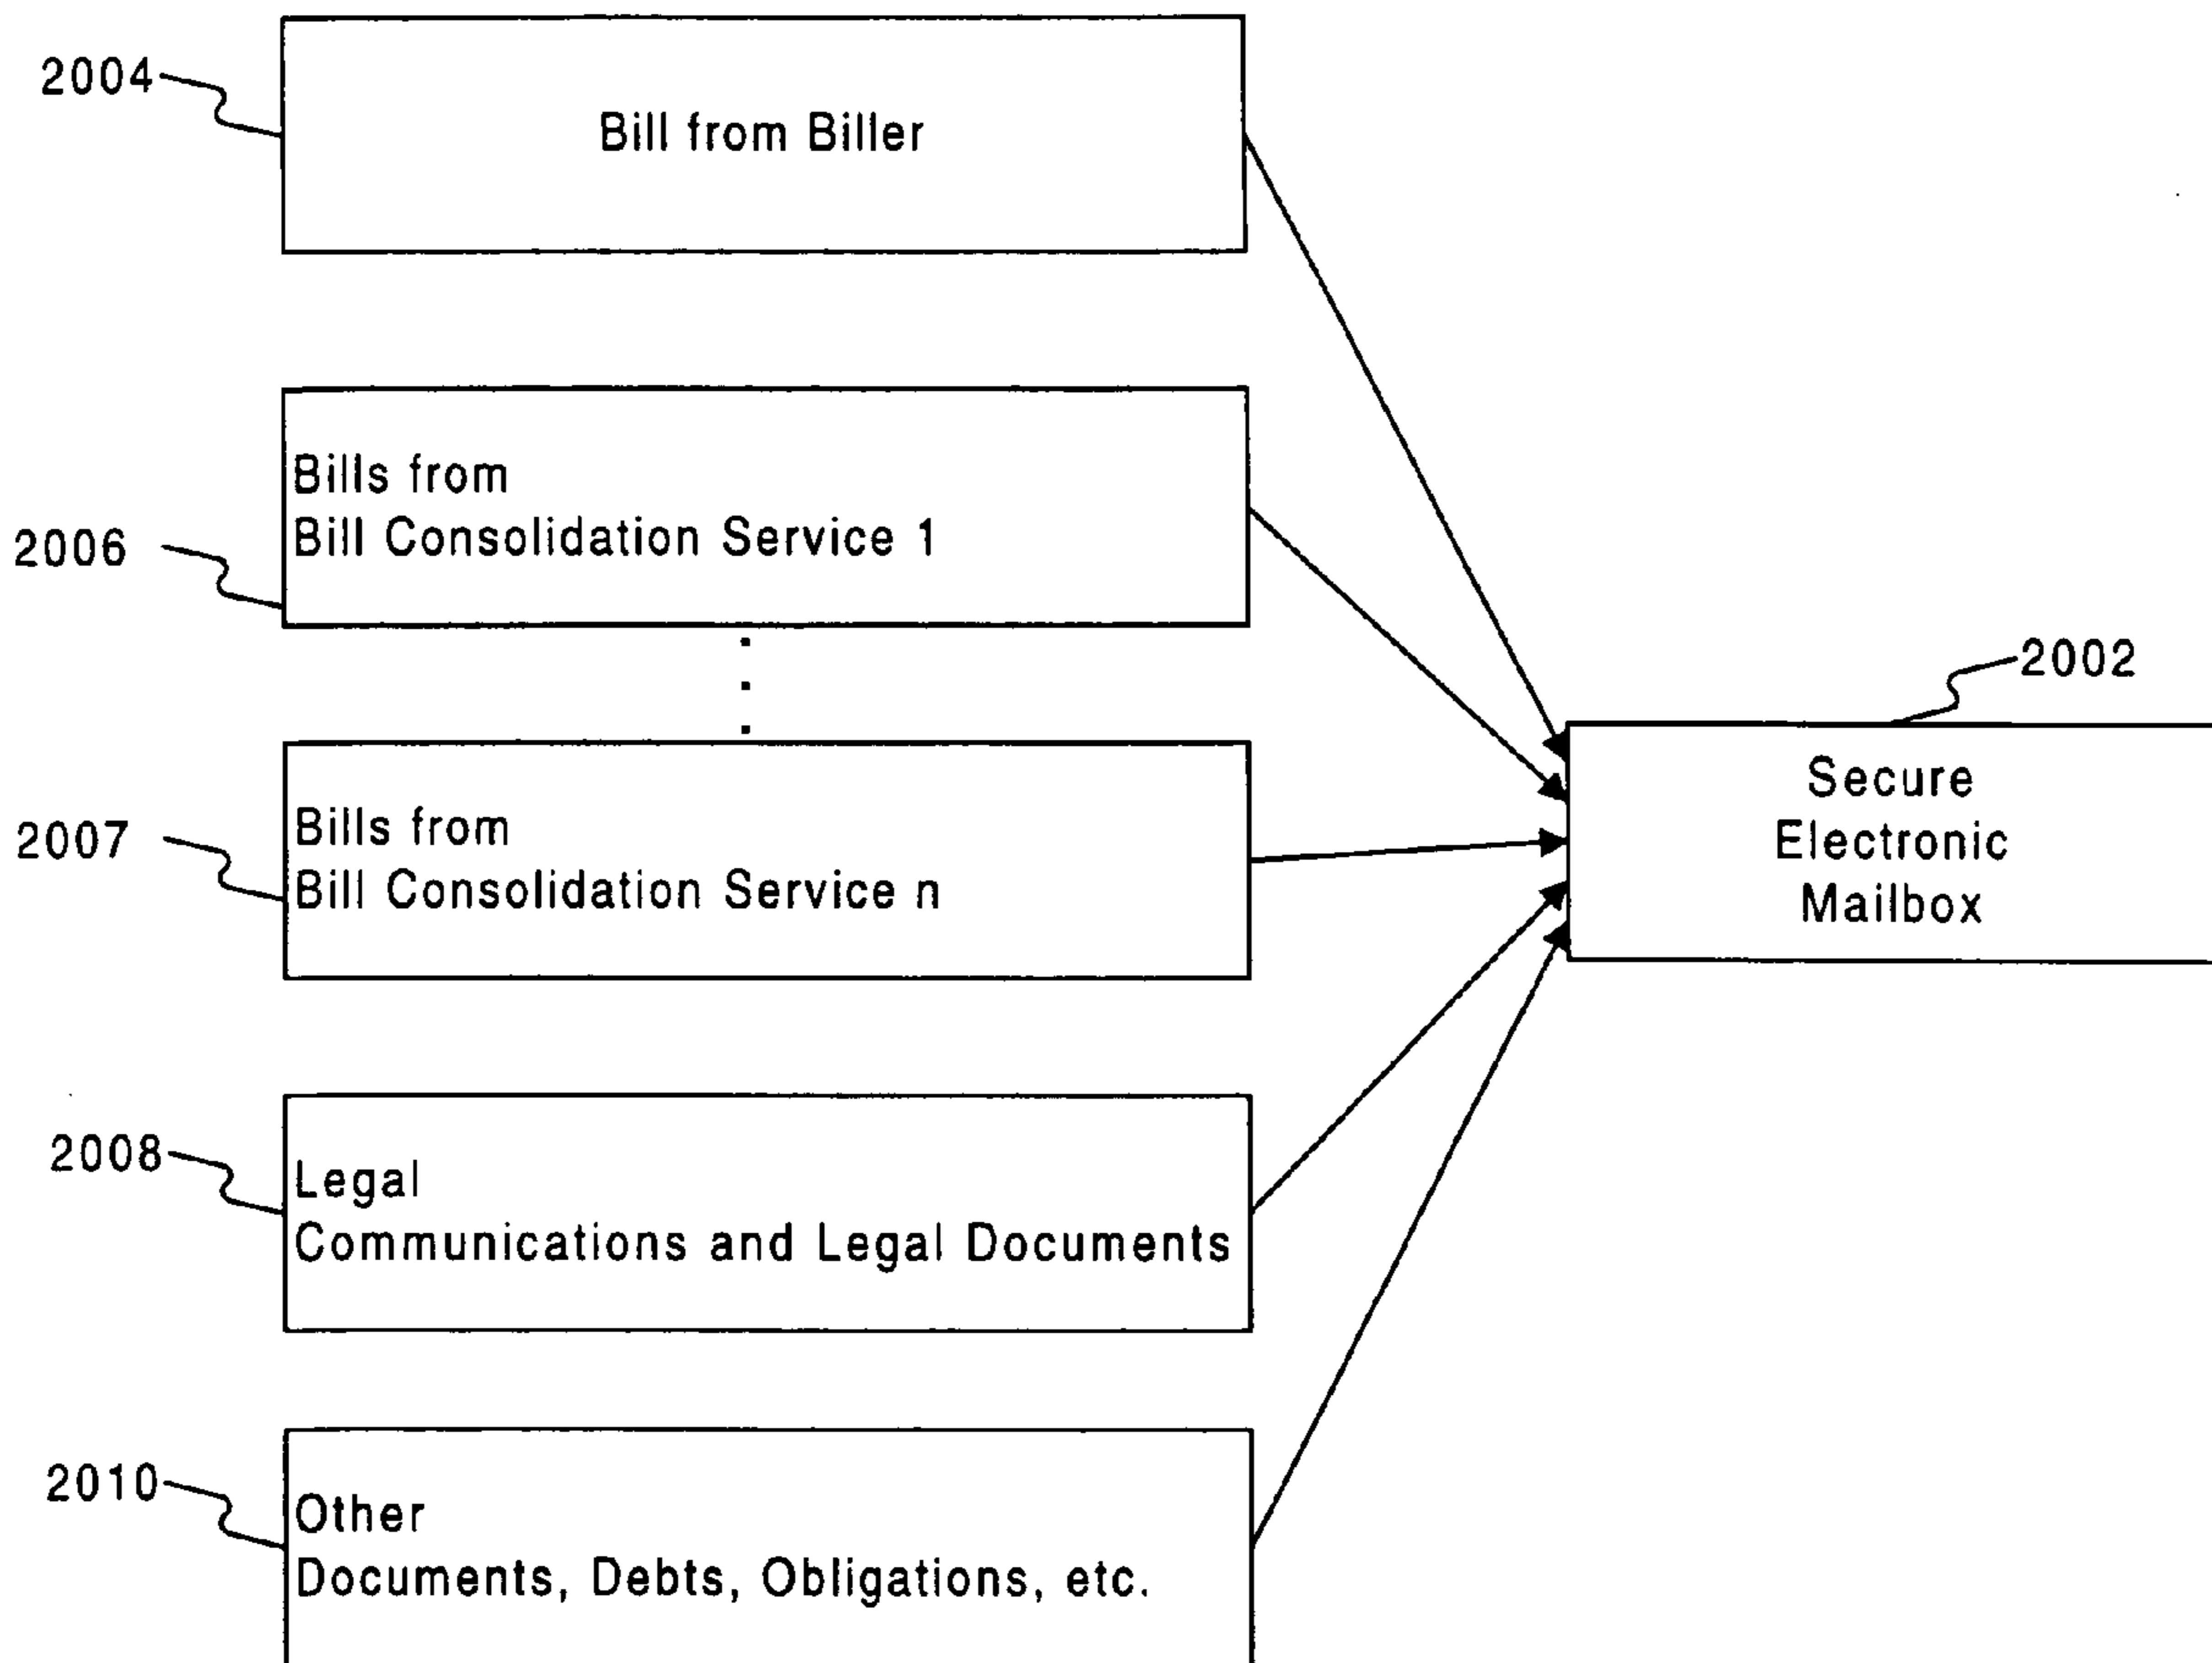 2004
Bill from Biller
2006
Bills from
Bill Consolidation Service 1
2002
Secure
Electronic
Mailbox
2007
Bills from
Bill Consolidation Service n
2008
Legal
Communications and Legal Documents
2010
Other
Documents, Debts, Obligations, etc.